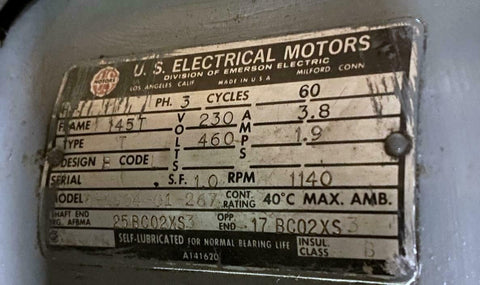 U.S. ELECTRICAL MOTORS
DIVISION OF EMERSON ELECTRIC
LOS ANGELES CALIF. MADE IN U.S.A MILFORD CONN
PH. 3 CYCLES 60
FRAME 145T VOLTS 230 AMPS 3.8
TYPE T 460 1.9
DESIGN CODE
SERIAL S.F. 1.0 RPM 1140
MODEL 267 CONT. RATING 40°C MAX. AMB.
SHAFT END BRG. AFBMA 25BC02XS3 OPP END 17BC02XS3
SELF-LUBRICATED FOR NORMAL BEARING LIFE INSUL. CLASS B
A141620